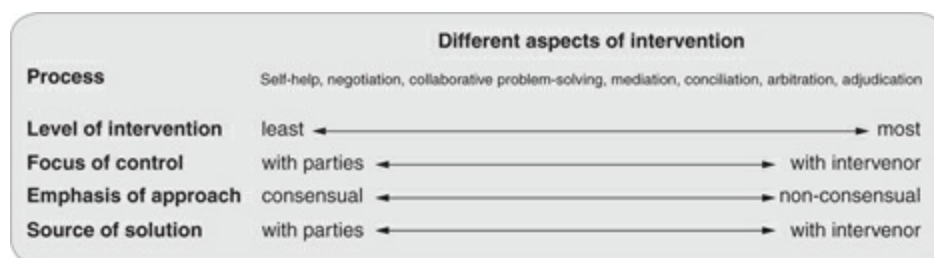 Different aspects of intervention
Process Self-help, negotiation, collaborative problem-solving, mediation, conciliation, arbitration, adjudication
Level of intervention least most
Focus of control with parties with intervenor
Emphasis of approach consensual non-consensual
Source of solution with parties with intervenor